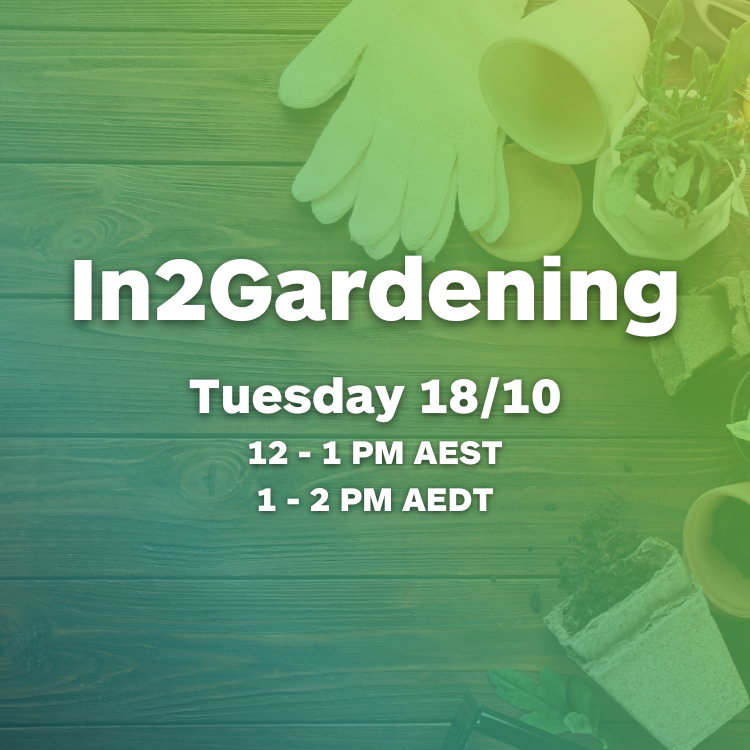 In2Gardening
Tuesday 18/10
12 - 1 PM AEST
1 - 2 PM AEDT